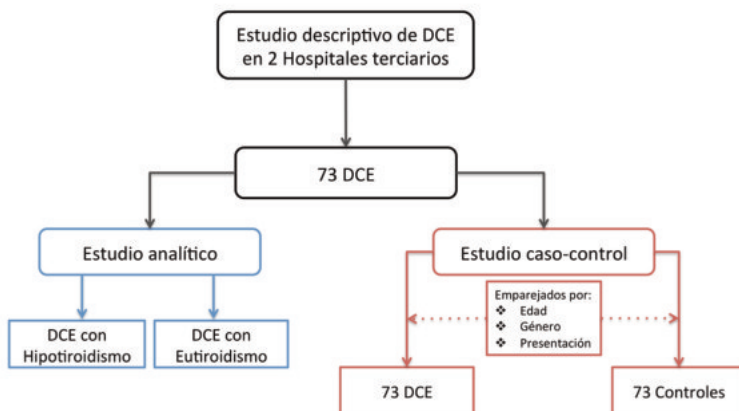 Estudio descriptivo de DCE
en 2 Hospitales terciarios
73 DCE
Estudio analítico
Estudio caso-control
DCE con
Hipotiroidismo
DCE con
Eutiroidismo
Emparejados por:
❖ Edad
❖ Género
❖ Presentación
73 DCE
73 Controles